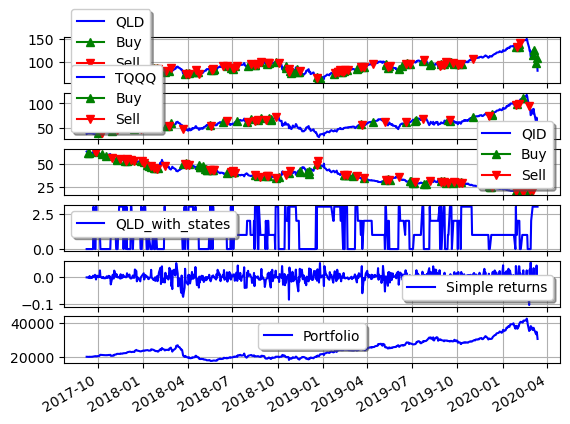 QLD
Buy
Sell
150
100
TQQQ
Buy
Sell
100
50
QID
Buy
Sell
50
25
QLD_with_states
2.5
0.0
Simple returns
0.0
−0.1
Portfolio
40000
20000
2017-10 2018-01 2018-04 2018-07 2018-10 2019-01 2019-04 2019-07 2019-10 2020-01 2020-04